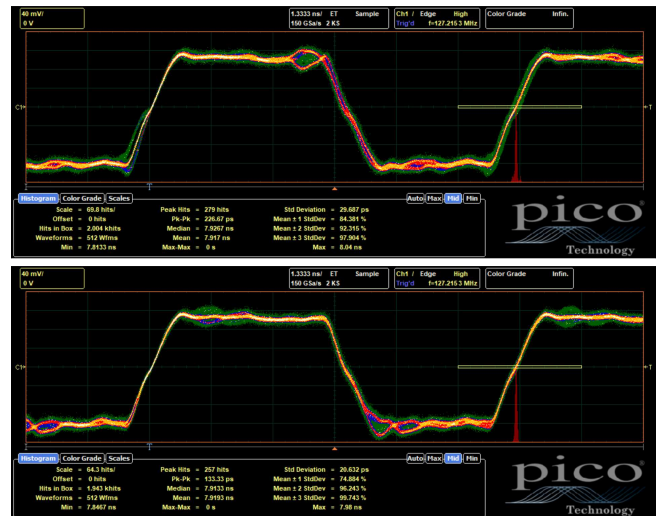 40 mV/
0 V
1.3333 ns/ ET Sample
150 GSa/s 2 KS
Ch1 / Edge High
Trig'd f=127.215 3 MHz
Color Grade Infin.
C1
T
T
Histogram Color Grade Scales
Auto Max Mid Min
Scale = 69.8 hits/ Peak Hits = 279 hits Std Deviation = 29.687 ps
Offset = 0 hits Pk-Pk = 226.67 ps Mean ± 1 StdDev = 84.381 %
Hits in Box = 2.004 khits Median = 7.9267 ns Mean ± 2 StdDev = 92.315 %
Waveforms = 512 Wfms Mean = 7.917 ns Mean ± 3 StdDev = 97.904 %
Min = 7.8133 ns Max-Max = 0 s Max = 8.04 ns
pico
Technology
40 mV/
0 V
1.3333 ns/ ET Sample
150 GSa/s 2 KS
Ch1 / Edge High
Trig'd f=127.215 3 MHz
Color Grade Infin.
C1
T
T
Histogram Color Grade Scales
Auto Max Mid Min
Scale = 64.3 hits/ Peak Hits = 257 hits Std Deviation = 20.632 ps
Offset = 0 hits Pk-Pk = 133.33 ps Mean ± 1 StdDev = 74.884 %
Hits in Box = 1.943 khits Median = 7.9133 ns Mean ± 2 StdDev = 96.243 %
Waveforms = 512 Wfms Mean = 7.9193 ns Mean ± 3 StdDev = 99.743 %
Min = 7.8467 ns Max-Max = 0 s Max = 7.98 ns
pico
Technology